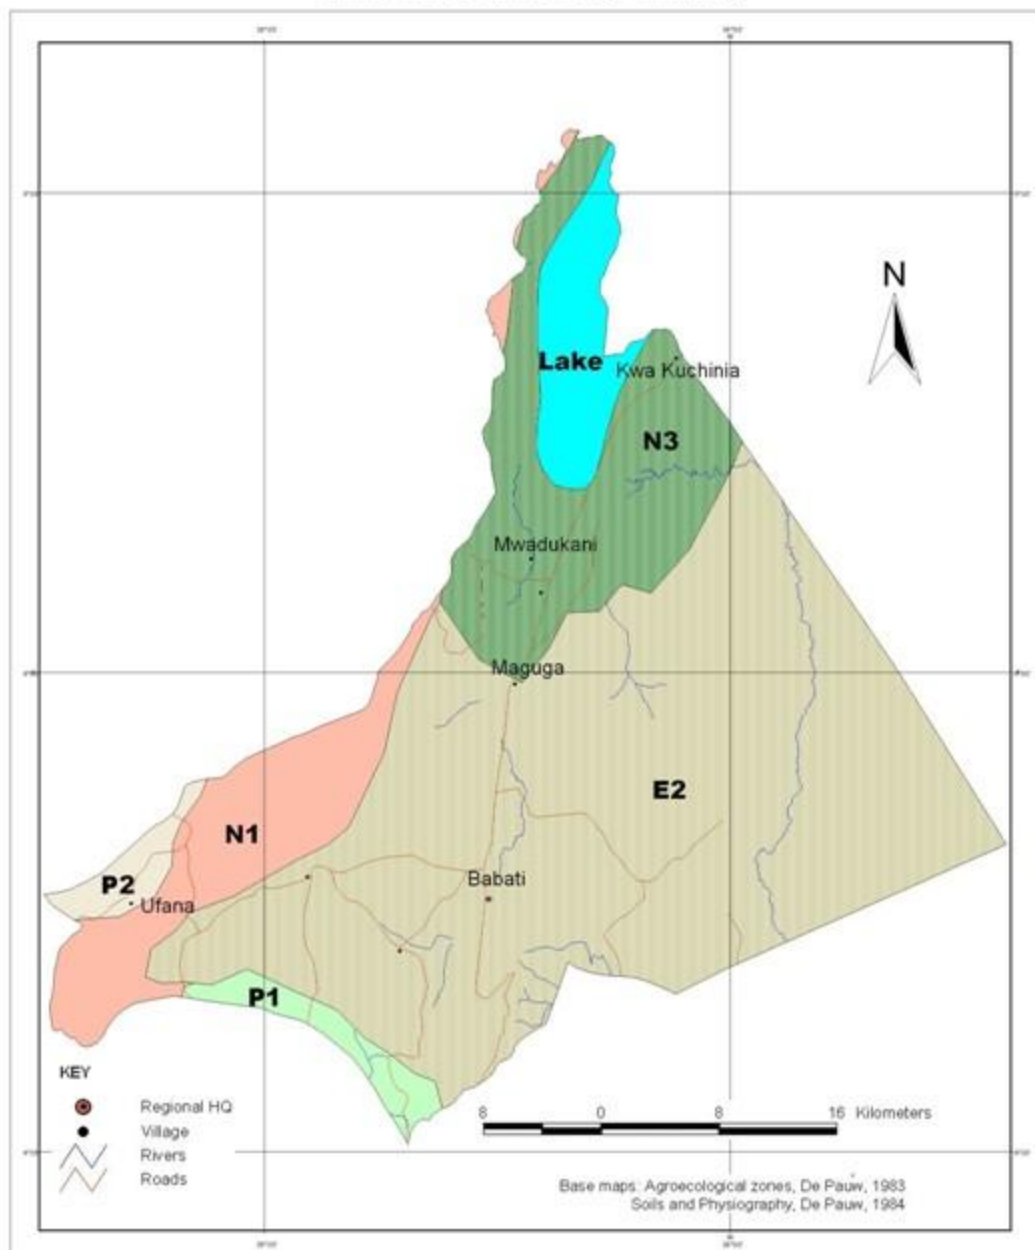 N
Lake
Kwa Kuchinia
N3
Mwadukani
Maguga
E2
N1
Babati
P2
Ufana
P1
KEY
Regional HQ
Village
Rivers
Roads
8 0 8 16 Kilometers
Base maps: Agroecological zones, De Pauw, 1983
Soils and Physiography, De Pauw, 1984